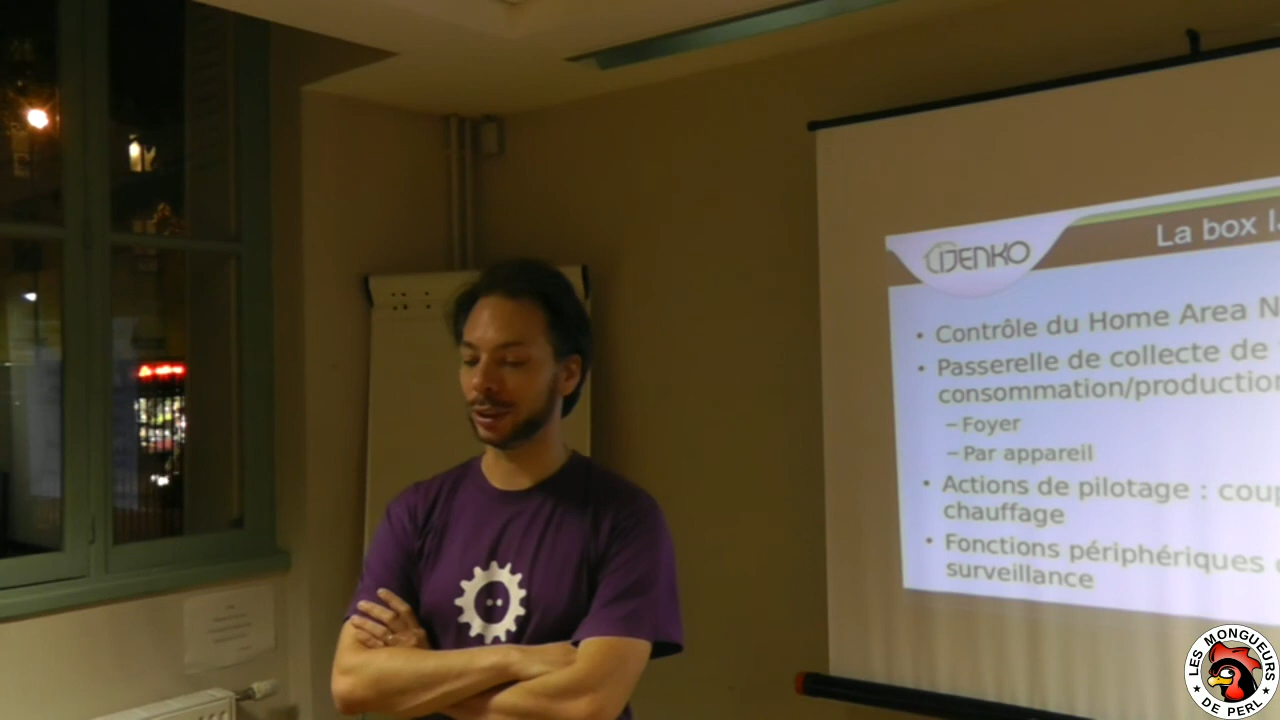 IJENKO
La box
• Contrôle du Home Area N
• Passerelle de collecte de
consommation/production
– Foyer
– Par appareil
• Actions de pilotage : coup
chauffage
• Fonctions périphériques
surveillance
LES MONGUEURS
★ DE PERL ★